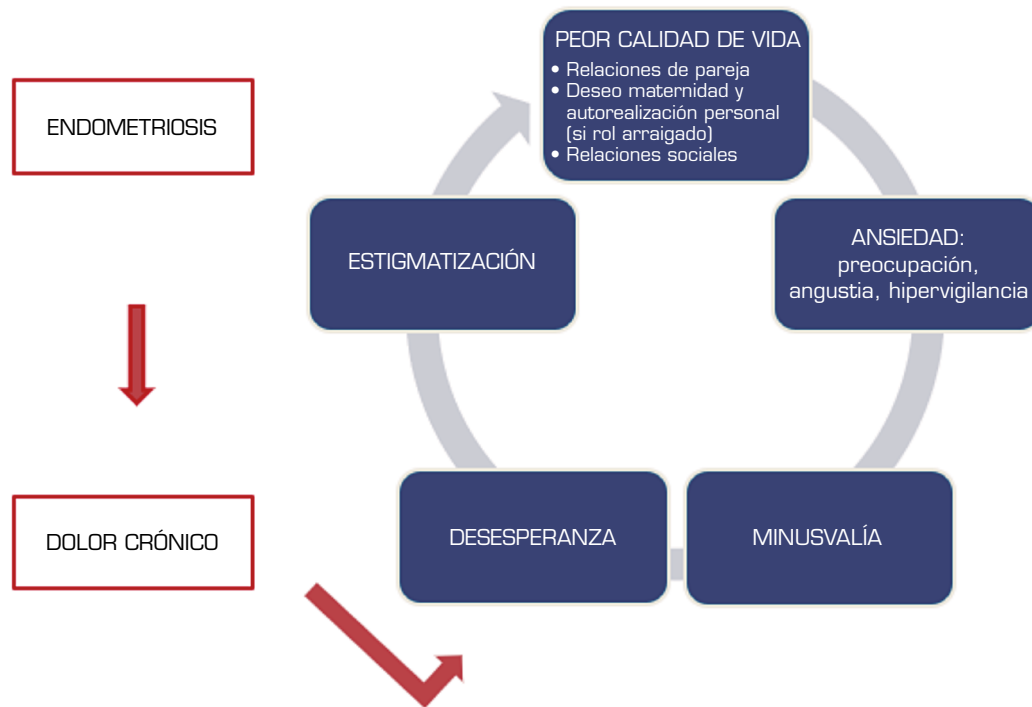 ENDOMETRIOSIS
DOLOR CRÓNICO
PEOR CALIDAD DE VIDA
• Relaciones de pareja
• Deseo maternidad y
autorealización personal
(si rol arraigado)
• Relaciones sociales
ANSIEDAD:
preocupación,
angustia, hipervigilancia
MINUSVALÍA
DESESPERANZA
ESTIGMATIZACIÓN